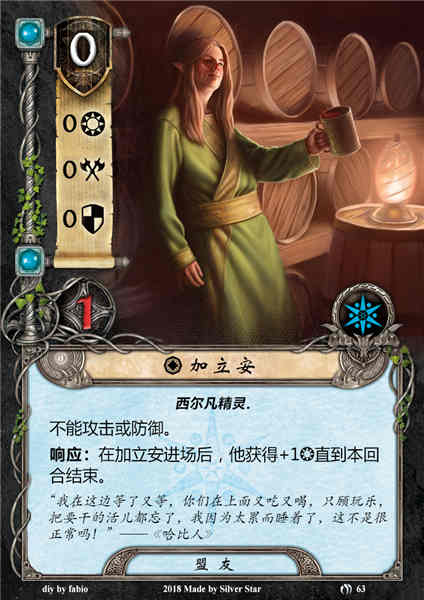 0
0
0
0
1
加立安
西尔凡精灵.
不能攻击或防御。
响应：在加立安进场后，他获得+1直到本回
合结束。
“我在这边等了又等，你们在上面又吃又喝，只顾玩乐，
把要干的活儿都忘了，我因为太累而睡着了，这不是很
正常吗！”——《哈比人》
盟友
diy by fabio 2018 Made by Silver Star 63